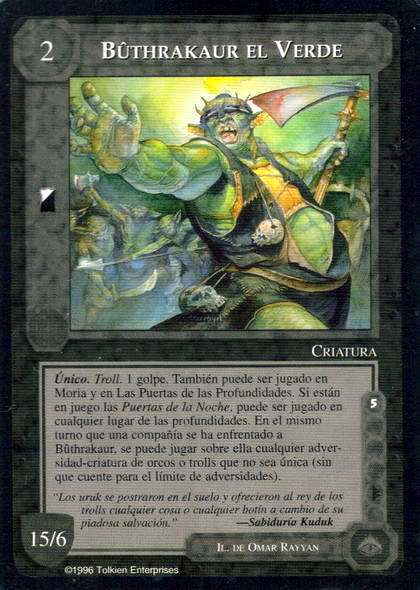 2
BÛTHRAKAUR EL VERDE
CRIATURA
Único. Troll. 1 golpe. También puede ser jugado en
Moria y en Las Puertas de las Profundidades. Si están
en juego las Puertas de la Noche, puede ser jugado en
cualquier lugar de las profundidades. En el mismo
turno que una compañía se ha enfrentado a
Bûthrakaur, se puede jugar sobre ella cualquier adver-
sidad-criatura de orcos o trolls que no sea única (sin
que cuente para el límite de adversidades).
5
"Los uruk se postraron en el suelo y ofrecieron al rey de los
trolls cualquier cosa o cualquier botín a cambio de su
piadosa salvación." —Sabiduría Kuduk
15/6
IL. DE OMAR RAYYAN
©1996 Tolkien Enterprises